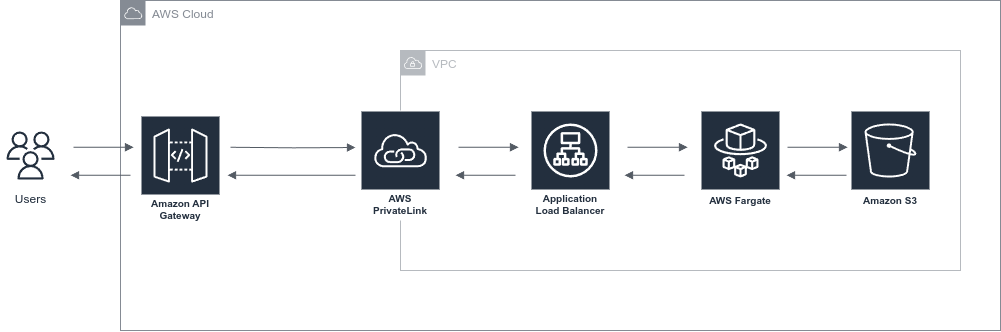 AWS Cloud
VPC
</>
Users
Amazon API
Gateway
AWS
PrivateLink
Application
Load Balancer
AWS Fargate
Amazon S3